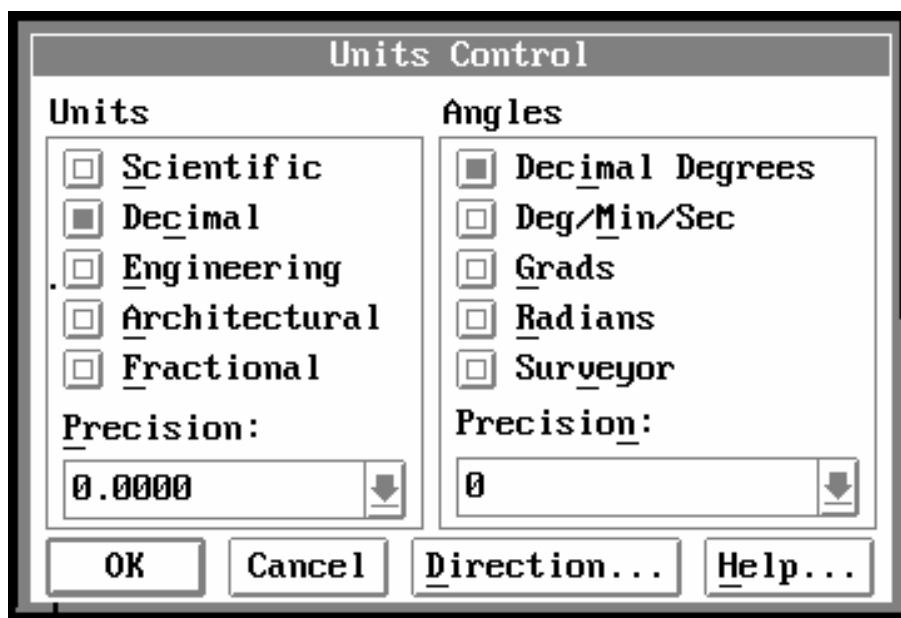 Units Control
Units
Scientific
Decimal
Engineering
Architectural
Fractional
Precision:
0.0000
Angles
Decimal Degrees
Deg/Min/Sec
Grads
Radians
Surveyor
Precision:
0
OK Cancel Direction... Help...